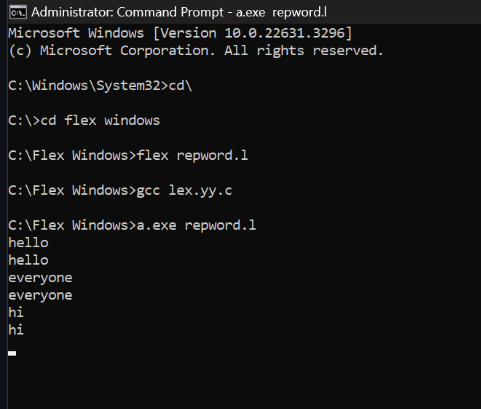 Administrator: Command Prompt - a.exe  repword.l
Microsoft Windows [Version 10.0.22631.3296]
(c) Microsoft Corporation. All rights reserved.
C:\Windows\System32>cd\
C:\>cd flex windows
C:\Flex Windows>flex repword.l
C:\Flex Windows>gcc lex.yy.c
C:\Flex Windows>a.exe repword.l
hello
hello
everyone
everyone
hi
hi